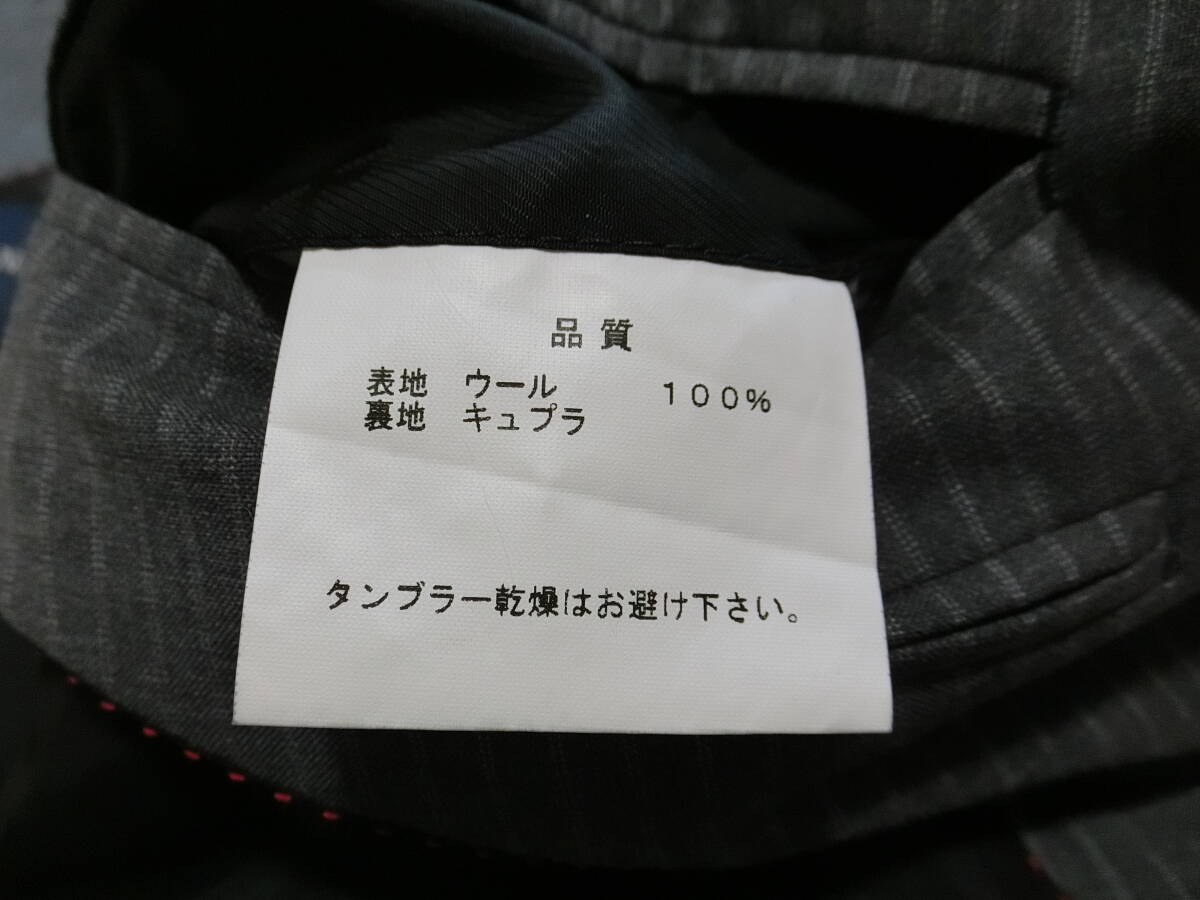 品質
表地 ウール 100%
裏地 キュプラ
タンブラー乾燥はお避け下さい。